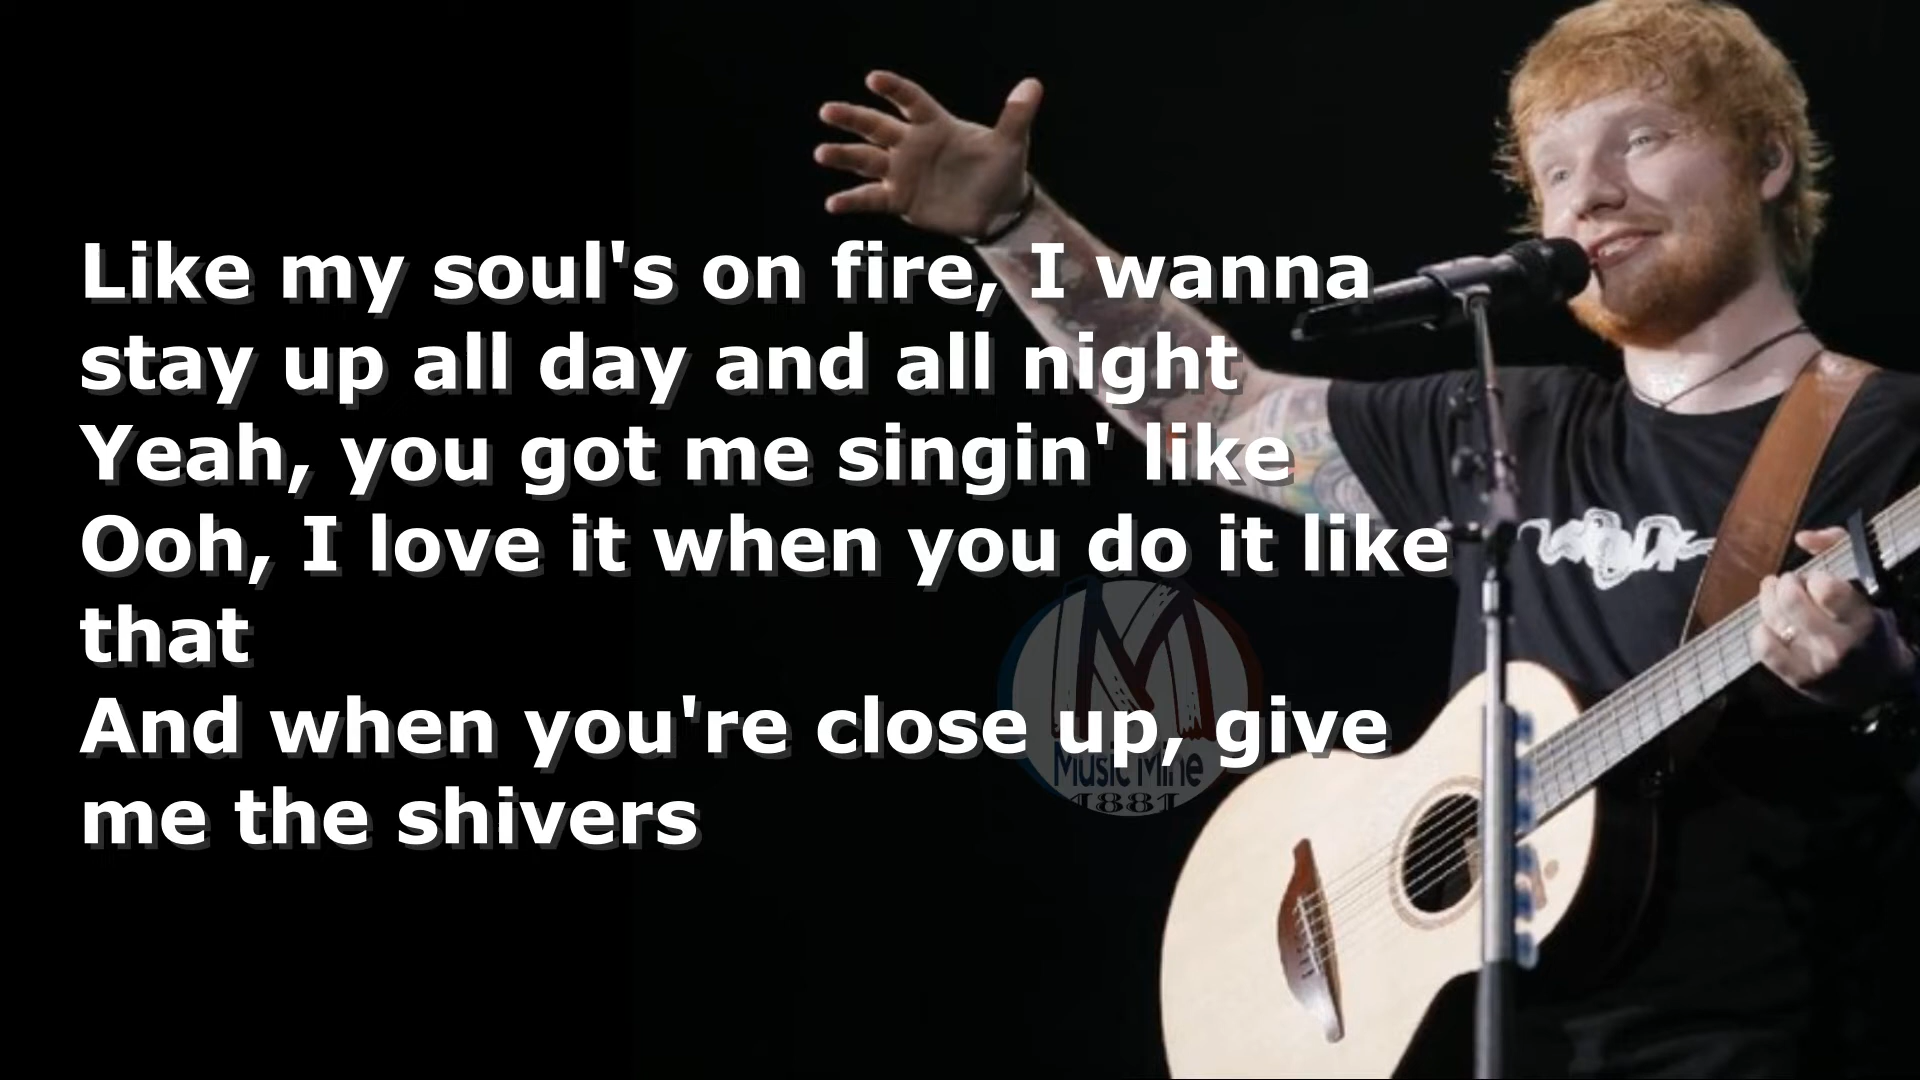 Like my soul's on fire, I wanna
stay up all day and all night
Yeah, you got me singin' like
Ooh, I love it when you do it like
that
And when you're close up, give
me the shivers
M
Music Mine
1881